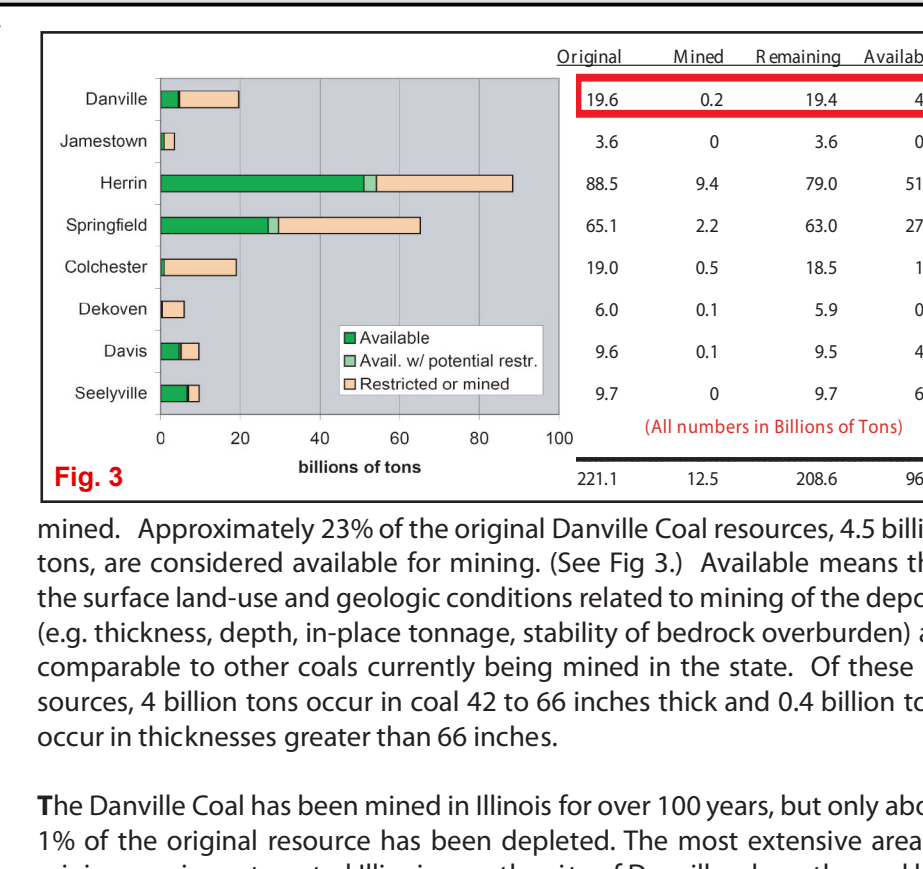 Original Mined Remaining
Danville 19.6 0.2 19.4 4
Jamestown 3.6 0 3.6 0
Herrin 88.5 9.4 79.0 51
Springfield 65.1 2.2 63.0 27
Colchester 19.0 0.5 18.5 1
Dekoven 6.0 0.1 5.9 0
Davis 9.6 0.1 9.5 4
Seelyville 9.7 0 9.7 6
Available
Avail. w/ potential restr.
Restricted or mined
(All numbers in Billions of Tons)
0 20 40 60 80 100
billions of tons
Fig. 3
221.1 12.5 208.6 96
mined. Approximately 23% of the original Danville Coal resources, 4.5
tons, are considered available for mining. (See Fig 3.) Available means
the surface land-use and geologic conditions related to mining of the
(e.g. thickness, depth, in-place tonnage, stability of bedrock overburden)
comparable to other coals currently being mined in the state. Of these
sources, 4 billion tons occur in coal 42 to 66 inches thick and 0.4 billion
occur in thicknesses greater than 66 inches.
The Danville Coal has been mined in Illinois for over 100 years, but only
1% of the original resource has been depleted. The most extensive